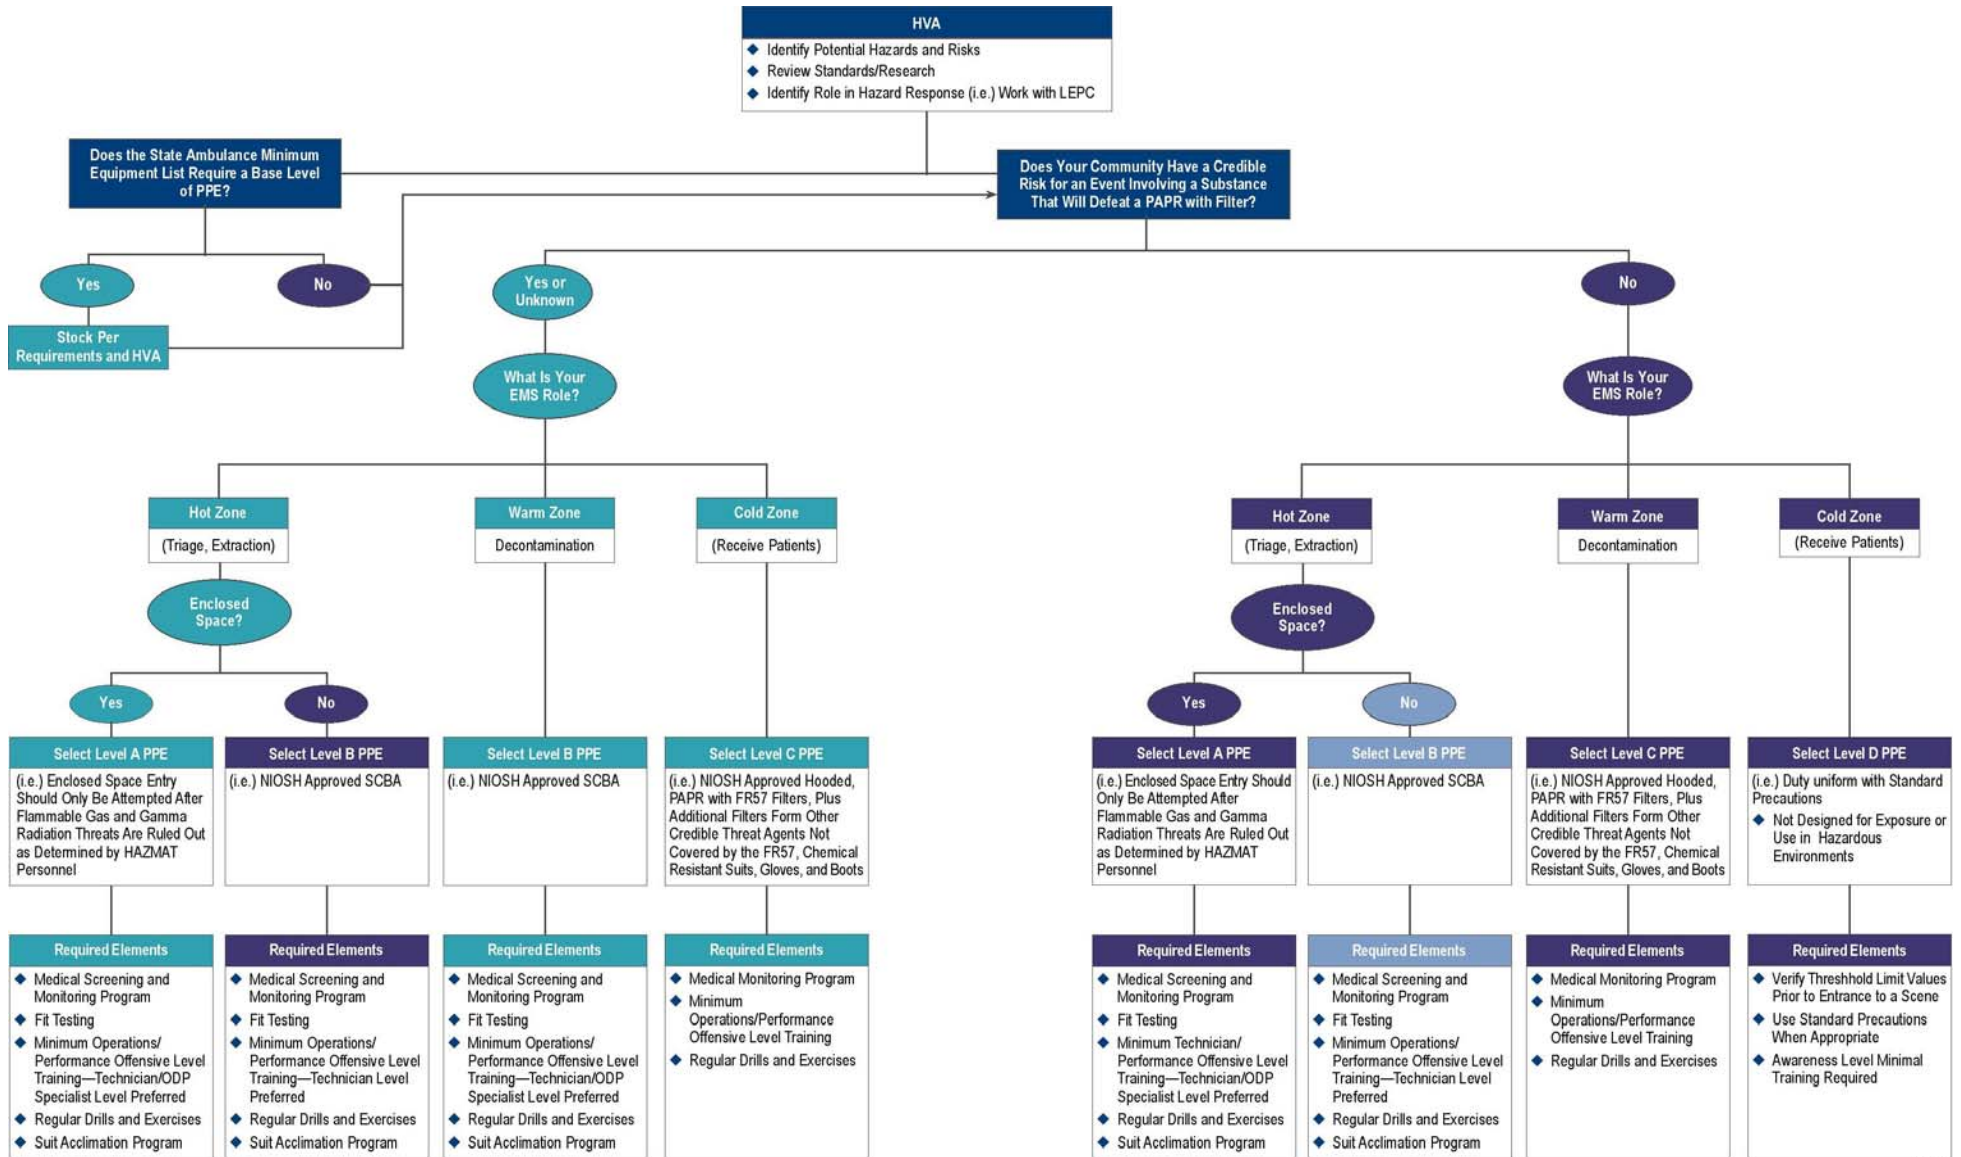 HVA
◆ Identify Potential Hazards and Risks
◆ Review Standards/Research
◆ Identify Role in Hazard Response (i.e.) Work with LEPC
Does the State Ambulance Minimum
Equipment List Require a Base Level
of PPE?
Does Your Community Have a Credible
Risk for an Event Involving a Substance
That Will Defeat a PAPR with Filter?
Yes
No
Stock Per
Requirements and HVA
Yes or
Unknown
No
What Is Your
EMS Role?
What Is Your
EMS Role?
Hot Zone
(Triage, Extraction)
Warm Zone
Decontamination
Cold Zone
(Receive Patients)
Hot Zone
(Triage, Extraction)
Warm Zone
Decontamination
Cold Zone
(Receive Patients)
Enclosed
Space?
Enclosed
Space?
Yes
No
Yes
No
Select Level A PPE
(i.e.) Enclosed Space Entry
Should Only Be Attempted After
Flammable Gas and Gamma
Radiation Threats Are Ruled Out
as Determined by HAZMAT
Personnel
Select Level B PPE
(i.e.) NIOSH Approved SCBA
Select Level B PPE
(i.e.) NIOSH Approved SCBA
Select Level C PPE
(i.e.) NIOSH Approved Hooded,
PAPR with FR57 Filters, Plus
Additional Filters Form Other
Credible Threat Agents Not
Covered by the FR57, Chemical
Resistant Suits, Gloves, and Boots
Select Level A PPE
(i.e.) Enclosed Space Entry Should
Only Be Attempted After
Flammable Gas and Gamma
Radiation Threats Are Ruled Out
as Determined by HAZMAT
Personnel
Select Level B PPE
(i.e.) NIOSH Approved SCBA
Select Level C PPE
(i.e.) NIOSH Approved Hooded,
PAPR with FR57 Filters, Plus
Additional Filters Form Other
Credible Threat Agents Not
Covered by the FR57, Chemical
Resistant Suits, Gloves, and Boots
Select Level D PPE
(i.e.) Duty uniform with Standard
Precautions
◆ Not Designed for Exposure or
Use in Hazardous
Environments
Required Elements
◆ Medical Screening and
Monitoring Program
◆ Fit Testing
◆ Minimum Operations/
Performance Offensive Level
Training—Technician/ODP
Specialist Level Preferred
◆ Regular Drills and Exercises
◆ Suit Acclimation Program
Required Elements
◆ Medical Screening and
Monitoring Program
◆ Fit Testing
◆ Minimum Operations/
Performance Offensive Level
Training—Technician Level
Preferred
◆ Regular Drills and Exercises
◆ Suit Acclimation Program
Required Elements
◆ Medical Screening and
Monitoring Program
◆ Fit Testing
◆ Minimum Operations/
Performance Offensive Level
Training—Technician/ODP
Specialist Level Preferred
◆ Regular Drills and Exercises
◆ Suit Acclimation Program
Required Elements
◆ Medical Monitoring Program
◆ Minimum
Operations/Performance
Offensive Level Training
◆ Regular Drills and Exercises
Required Elements
◆ Medical Screening and
Monitoring Program
◆ Fit Testing
◆ Minimum Technician/
Performance Offensive Level
Training—Technician/ODP
Specialist Level Preferred
◆ Regular Drills and Exercises
◆ Suit Acclimation Program
Required Elements
◆ Medical Screening and
Monitoring Program
◆ Fit Testing
◆ Minimum Operations/
Performance Offensive Level
Training—Technician Level
Preferred
◆ Regular Drills and Exercises
◆ Suit Acclimation Program
Required Elements
◆ Medical Monitoring Program
◆ Minimum
Operations/Performance
Offensive Level Training
◆ Regular Drills and Exercises
Required Elements
◆ Verify Threshhold Limit Values
Prior to Entrance to a Scene
◆ Use Standard Precautions
When Appropriate
◆ Awareness Level Minimal
Training Required